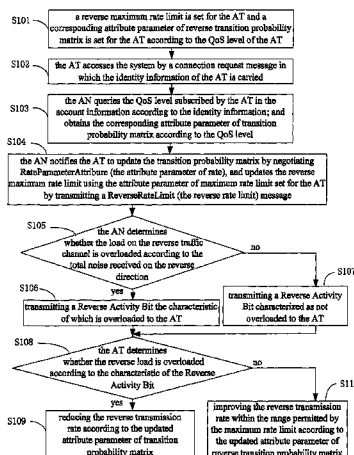 S101
a reverse maximum rate limit is set for the AT and a
corresponding attribute parameter of reverse transition probability
matrix is set for the AT according to the QoS level of the AT
S102
the AT accesses the system by a connection request message in
which the identity information of the AT is carried
S103
the AN queries the QoS level subscribed by the AT in the
account information according to the identity information; and
obtains the corresponding attribute parameter of transition
probability matrix according to the QoS level
S104
the AN notifies the AT to update the transition probability matrix by negotiating
RateParameterAttribute (the attribute parameter of rate), and updates the reverse
maximum rate limit using the attribute parameter of maximum rate limit set for the AT
by transmitting a ReverseRateLimit (the reverse rate limit) message
S105
the AN determines
whether the load on the reverse traffic
channel is overloaded according to the
total noise received on the reverse
direction
no
yes
S106
transmitting a Reverse Activity Bit the characteristic
of which is overloaded to the AT
S107
transmitting a Reverse Activity
Bit characterized as not
overloaded to the AT
S108
the AT determines
whether the reverse load is overloaded
according to the characteristic of the Reverse
Activity Bit
no
yes
S109
reducing the reverse transmission
rate according to the updated
attribute parameter of transition
probability matrix
S11
improving the reverse transmission
rate within the range permitted by
the maximum rate limit according to
the updated attribute parameter of
reverse transition probability matrix